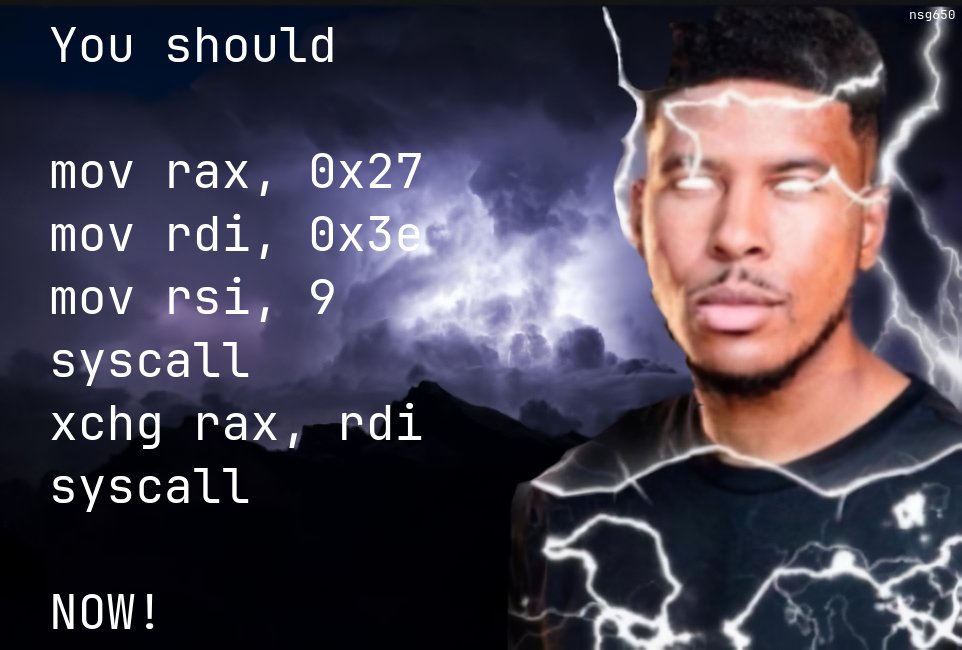 nsg650
You should
mov rax, 0x27
mov rdi, 0x3e
mov rsi, 9
syscall
xchg rax, rdi
syscall
NOW!